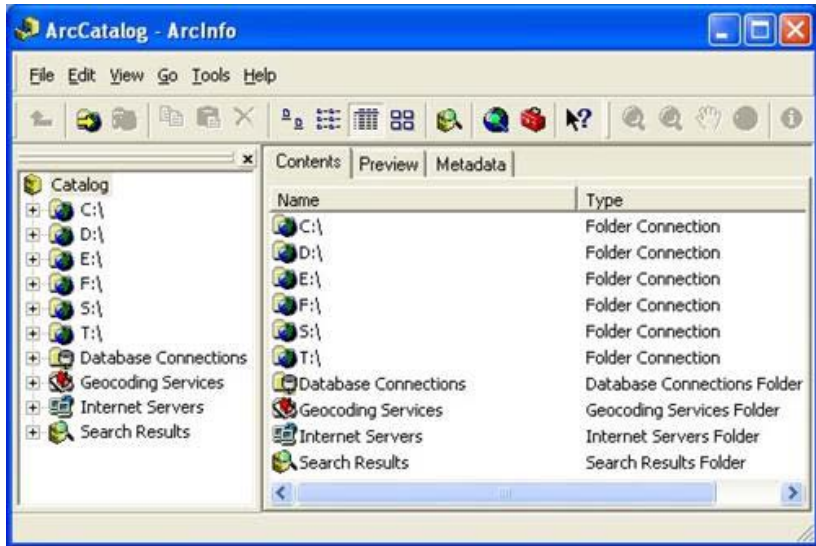 ArcCatalog - ArcInfo
File Edit View Go Tools Help
Contents Preview Metadata
Catalog
C:\
D:\
E:\
F:\
S:\
T:\
Database Connections
Geocoding Services
Internet Servers
Search Results
Name Type
C:\ Folder Connection
D:\ Folder Connection
E:\ Folder Connection
F:\ Folder Connection
S:\ Folder Connection
T:\ Folder Connection
Database Connections Database Connections Folder
Geocoding Services Geocoding Services Folder
Internet Servers Internet Servers Folder
Search Results Search Results Folder